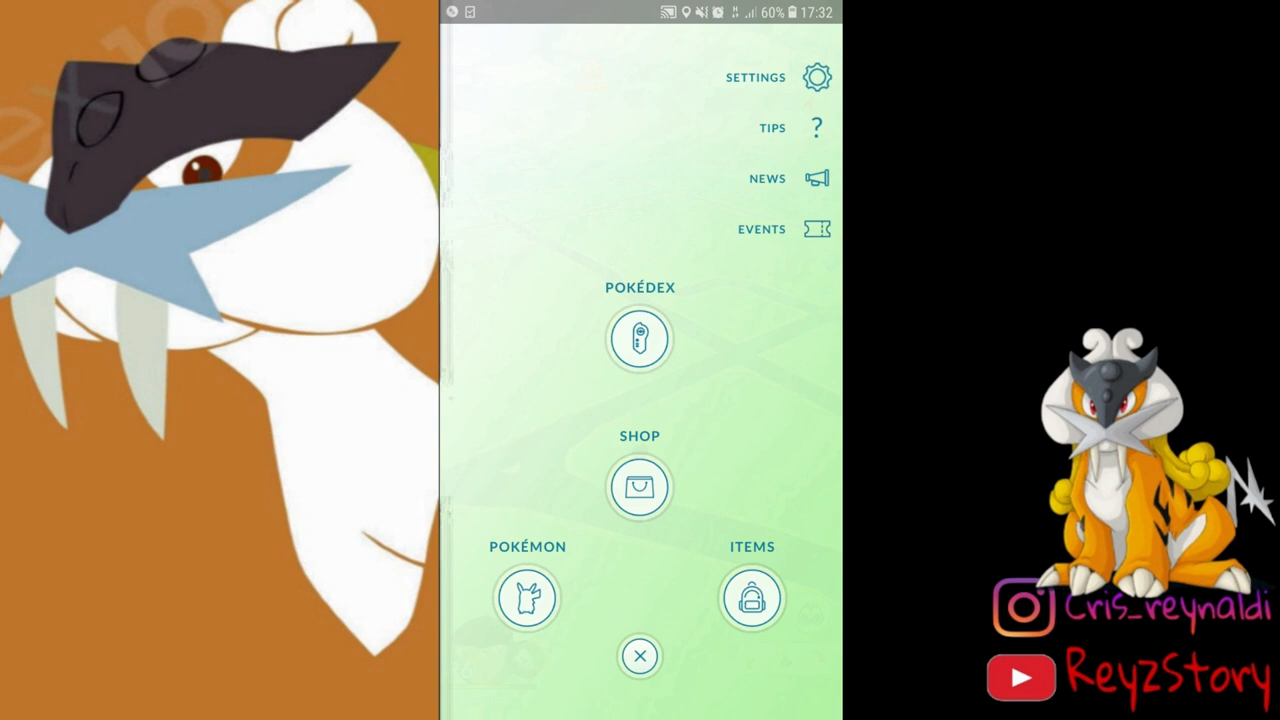 60% 17:32
SETTINGS
TIPS ?
NEWS
EVENTS
POKÉDEX
SHOP
POKÉMON
ITEMS
Cris_reynaldi
ReyzStory